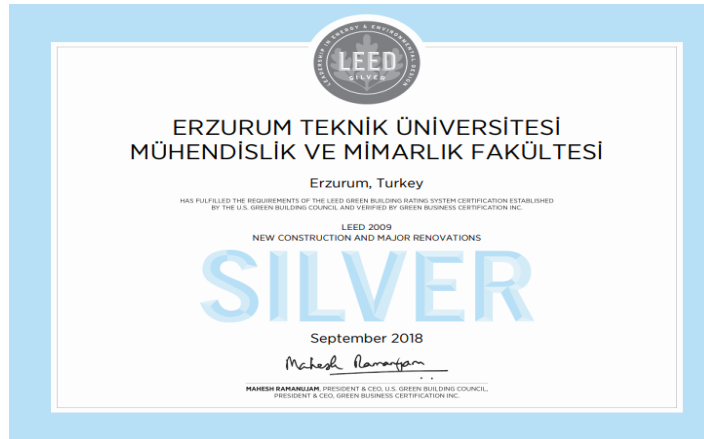 LEADERSHIP IN ENERGY & ENVIRONMENTAL DESIGN
LEED
SILVER
ERZURUM TEKNİK ÜNİVERSİTESİ
MÜHENDİSLİK VE MİMARLIK FAKÜLTESİ
Erzurum, Turkey
HAS FULFILLED THE REQUIREMENTS OF THE LEED GREEN BUILDING RATING SYSTEM CERTIFICATION ESTABLISHED
BY THE U.S. GREEN BUILDING COUNCIL AND VERIFIED BY GREEN BUSINESS CERTIFICATION INC.
LEED 2009
NEW CONSTRUCTION AND MAJOR RENOVATIONS
SILVER
September 2018
Mahesh Ramanujam
MAHESH RAMANUJAM, PRESIDENT & CEO, U.S. GREEN BUILDING COUNCIL,
PRESIDENT & CEO, GREEN BUSINESS CERTIFICATION INC.